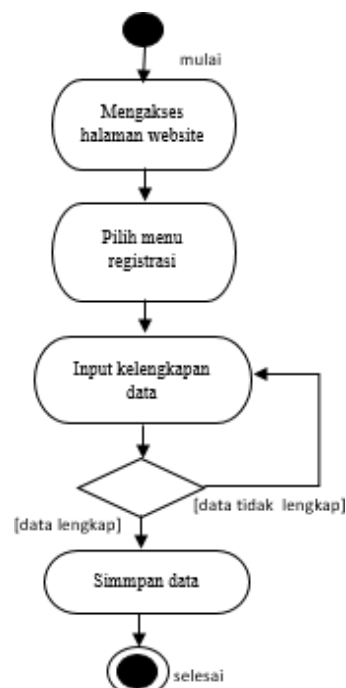 mulai
Mengakses
halaman website
Pilih menu
registrasi
Input kelengkapan
data
[data tidak lengkap]
[data lengkap]
Simmpan data
selesai